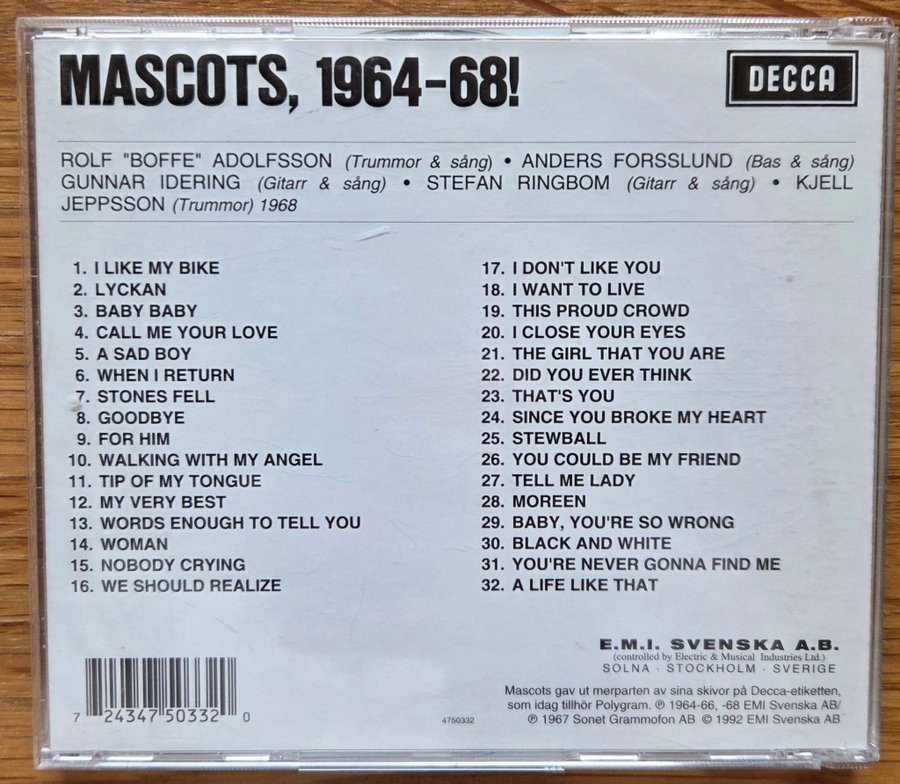 MASCOTS, 1964-68!
DECCA
ROLF "BOFFE" ADOLFSSON (Trummor & sång) • ANDERS FORSSLUND (Bas & sång)
GUNNAR IDERING (Gitarr & sång) • STEFAN RINGBOM (Gitarr & sång) • KJELL
JEPPSSON (Trummor) 1968
1. I LIKE MY BIKE
2. LYCKAN
3. BABY BABY
4. CALL ME YOUR LOVE
5. A SAD BOY
6. WHEN I RETURN
7. STONES FELL
8. GOODBYE
9. FOR HIM
10. WALKING WITH MY ANGEL
11. TIP OF MY TONGUE
12. MY VERY BEST
13. WORDS ENOUGH TO TELL YOU
14. WOMAN
15. NOBODY CRYING
16. WE SHOULD REALIZE
17. I DON'T LIKE YOU
18. I WANT TO LIVE
19. THIS PROUD CROWD
20. I CLOSE YOUR EYES
21. THE GIRL THAT YOU ARE
22. DID YOU EVER THINK
23. THAT'S YOU
24. SINCE YOU BROKE MY HEART
25. STEWBALL
26. YOU COULD BE MY FRIEND
27. TELL ME LADY
28. MOREEN
29. BABY, YOU'RE SO WRONG
30. BLACK AND WHITE
31. YOU'RE NEVER GONNA FIND ME
32. A LIFE LIKE THAT
E.M.I. SVENSKA A.B.
(controlled by Electric & Musical Industries Ltd.)
SOLNA · STOCKHOLM · SVERIGE
Mascots gav ut merparten av sina skivor på Decca-etiketten,
som idag tillhör Polygram. ℗ 1964-66, -68 EMI Svenska AB/
℗ 1967 Sonet Grammofon AB © 1992 EMI Svenska AB
7 24347 50332 0
4750332